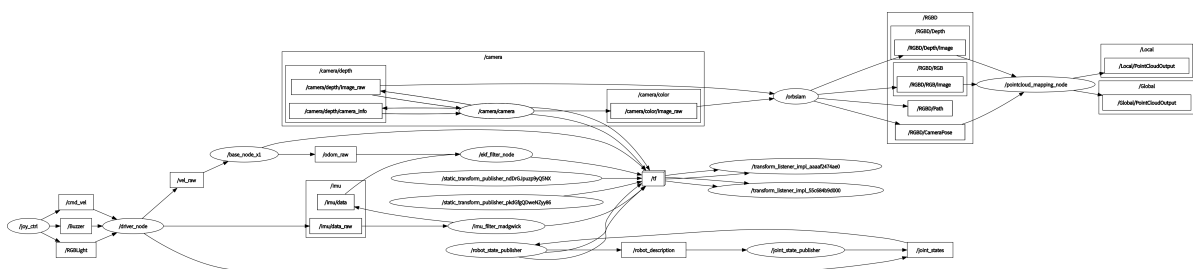 /RGBD
/RGBD/Depth
/RGBD/Depth/Image
/Local
/Local/PointCloudOutput
/camera
/camera/depth
/camera/depth/image_raw
/RGBD/RGB
/RGBD/RGB/Image
/pointcloud_mapping_node
/Global
/Global/PointCloudOutput
/camera/color
/camera/color/image_raw
/orbslam
/camera/depth/camera_info
/camera/camera
/RGBD/Path
/RGBD/CameraPose
/base_node_x1
/odom_raw
/ekf_filter_node
/vel_raw
/tf
/imu
/imu/data
/imu/data_raw
/imu_filter_madgwick
/cmd_vel
/joy_ctrl
/Buzzer
/RGBLight
/driver_node
/robot_state_publisher
/robot_description
/joint_state_publisher
/joint_states